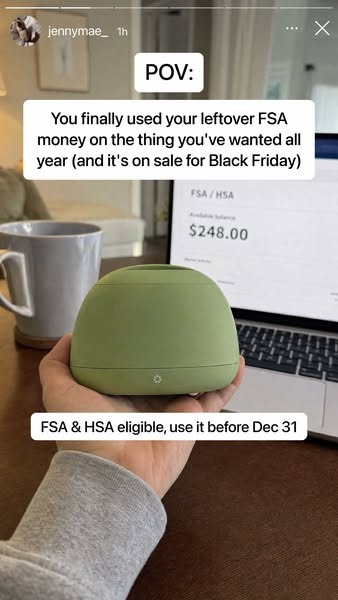 jennymae_ 1h
POV:
You finally used your leftover FSA
money on the thing you've wanted all
year (and it's on sale for Black Friday)
FSA / HSA
Available balance
$248.00
FSA & HSA eligible, use it before Dec 31